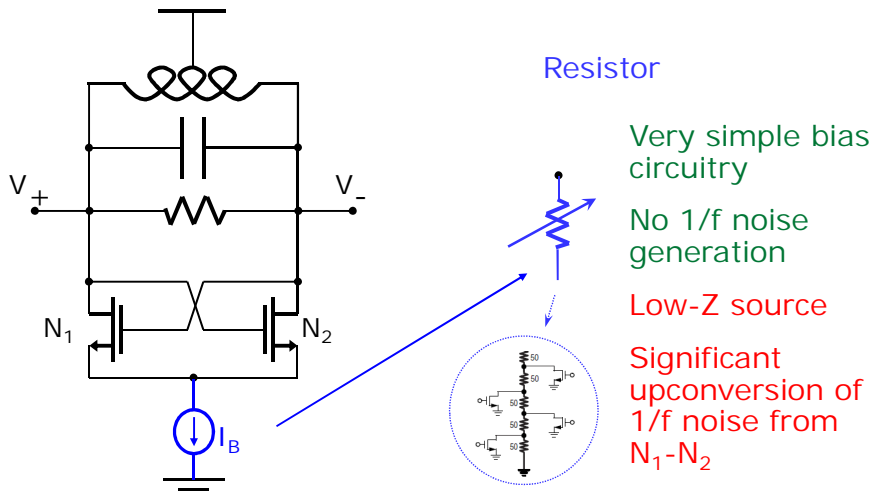 Resistor
Very simple bias
circuitry
No 1/f noise
generation
Low-Z source
Significant
upconversion of
1/f noise from
N1-N2
V+
V-
N1
N2
IB
50
50
50
50
50